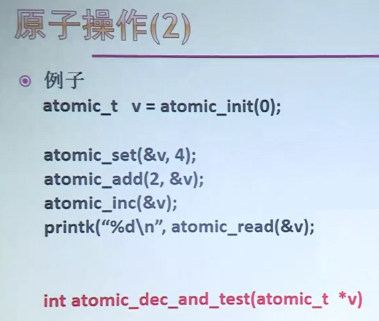 原子操作(2)
例子
atomic_t v = atomic_init(0);
atomic_set(&v, 4);
atomic_add(2, &v);
atomic_inc(&v);
printk(“%d\n”, atomic_read(&v);
int atomic_dec_and_test(atomic_t *v)